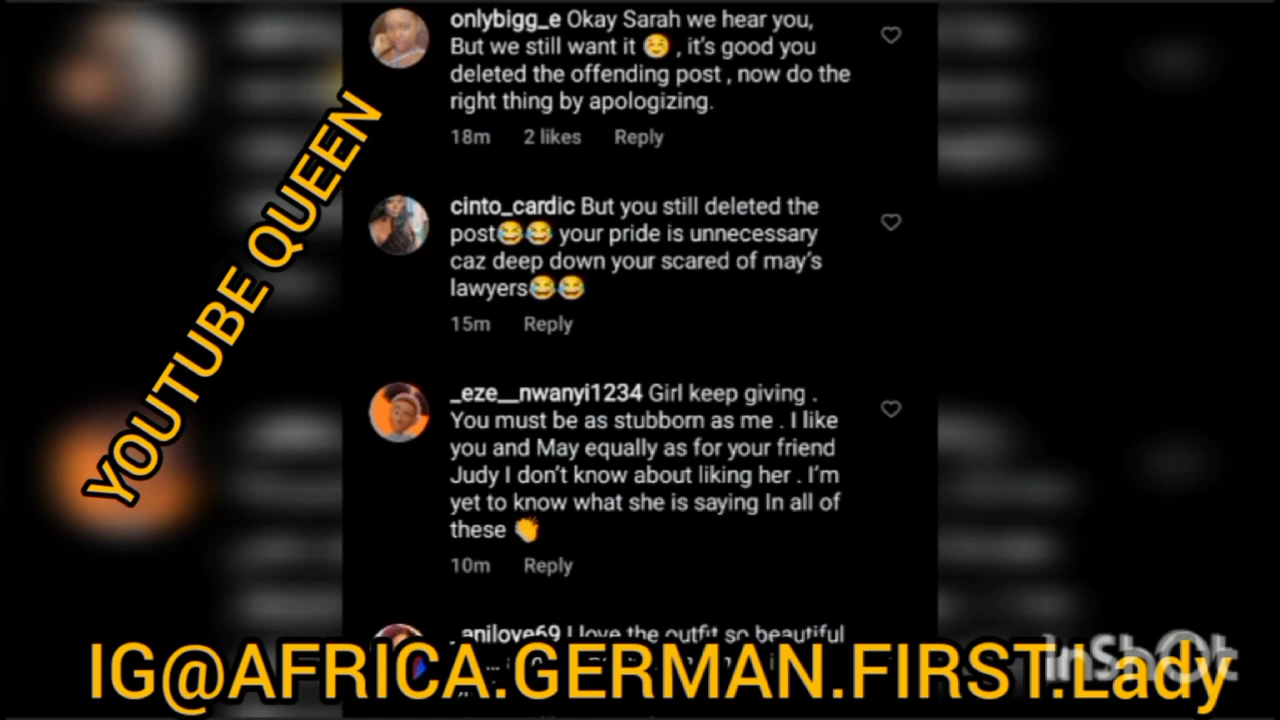 onlybigg_e Okay Sarah we hear you,
But we still want it ☺️ , it's good you
deleted the offending post , now do the
right thing by apologizing.
18m 2 likes Reply
cinto_cardic But you still deleted the
post😂😂 your pride is unnecessary
caz deep down your scared of may's
lawyers😂😂
15m Reply
_eze__nwanyi1234 Girl keep giving .
You must be as stubborn as me . I like
you and May equally as for your friend
Judy I don't know about liking her . I'm
yet to know what she is saying In all of
these 👏
10m Reply
_anilove69 I love the outfit so beautiful
YOUTUBE QUEEN
IG@AFRICA.GERMAN.FIRST.Lady
InShOt